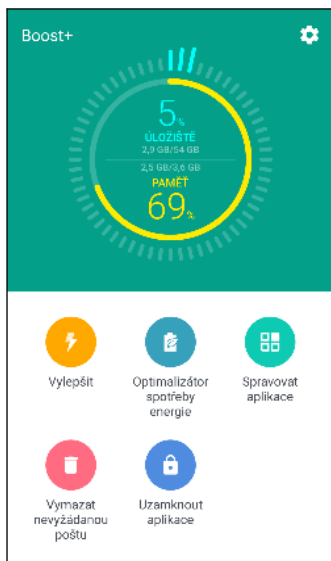 Boost+
5%
ÚLOŽIŠTĚ
2,9 GB/54 GB
2,5 GB/3,6 GB
PAMĚŤ
69%
Vylepšit
Optimalizátor
spotřeby
energie
Spravovat
aplikace
Vymazat
nevyžádanou
poštu
Uzamknout
aplikace